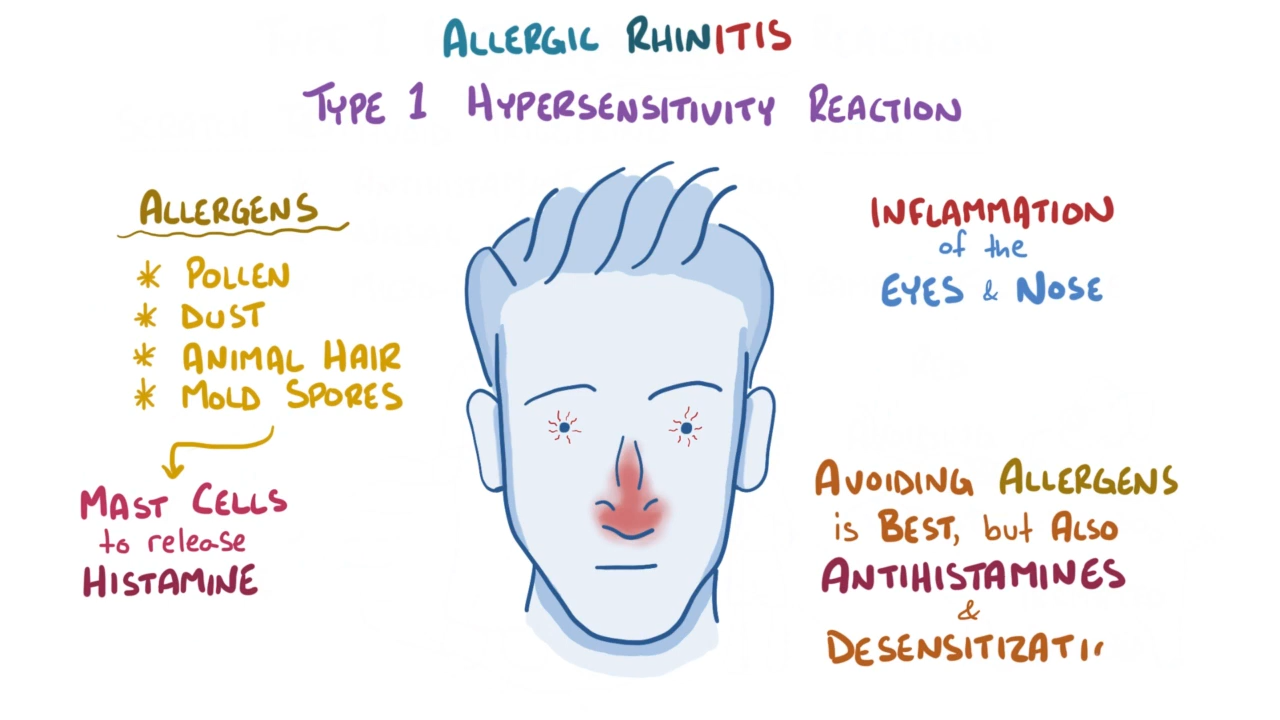 ALLERGIC RHINITIS
TYPE 1 HYPERSENSITIVITY REACTION
ALLERGENS
* POLLEN
* DUST
* ANIMAL HAIR
* MOLD SPORES
MAST CELLS
to release
HISTAMINE
INFLAMMATION
of the
EYES & NOSE
AVOIDING ALLERGENS
is BEST, but ALSO
ANTIHISTAMINES
&
DESENSITIZATI